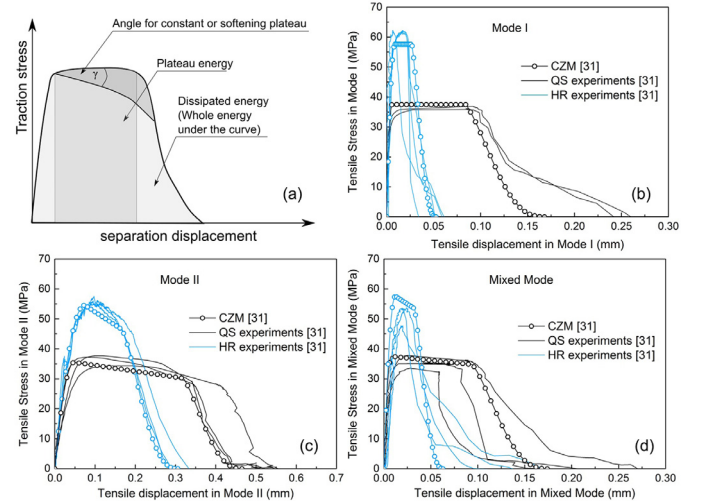 Angle for constant or softening plateau
γ
Plateau energy
Dissipated energy
(Whole energy
under the curve)
(a)
Traction stress
separation displacement
Mode I
CZM [31]
QS experiments [31]
HR experiments [31]
(b)
Tensile Stress in Mode I (MPa)
70
60
50
40
30
20
10
0
0.00 0.05 0.10 0.15 0.20 0.25 0.30
Tensile displacement in Mode I (mm)
Mode II
CZM [31]
QS experiments [31]
HR experiments [31]
(c)
Tensile Stress in Mode II (MPa)
70
60
50
40
30
20
10
0
0.0 0.1 0.2 0.3 0.4 0.5 0.6 0.7
Tensile displacement in Mode II (mm)
Mixed Mode
CZM [31]
QS experiments [31]
HR experiments [31]
(d)
Tensile Stress in Mixed Mode (MPa)
70
60
50
40
30
20
10
0
0.00 0.05 0.10 0.15 0.20 0.25 0.30
Tensile displacement in Mixed Mode (mm)